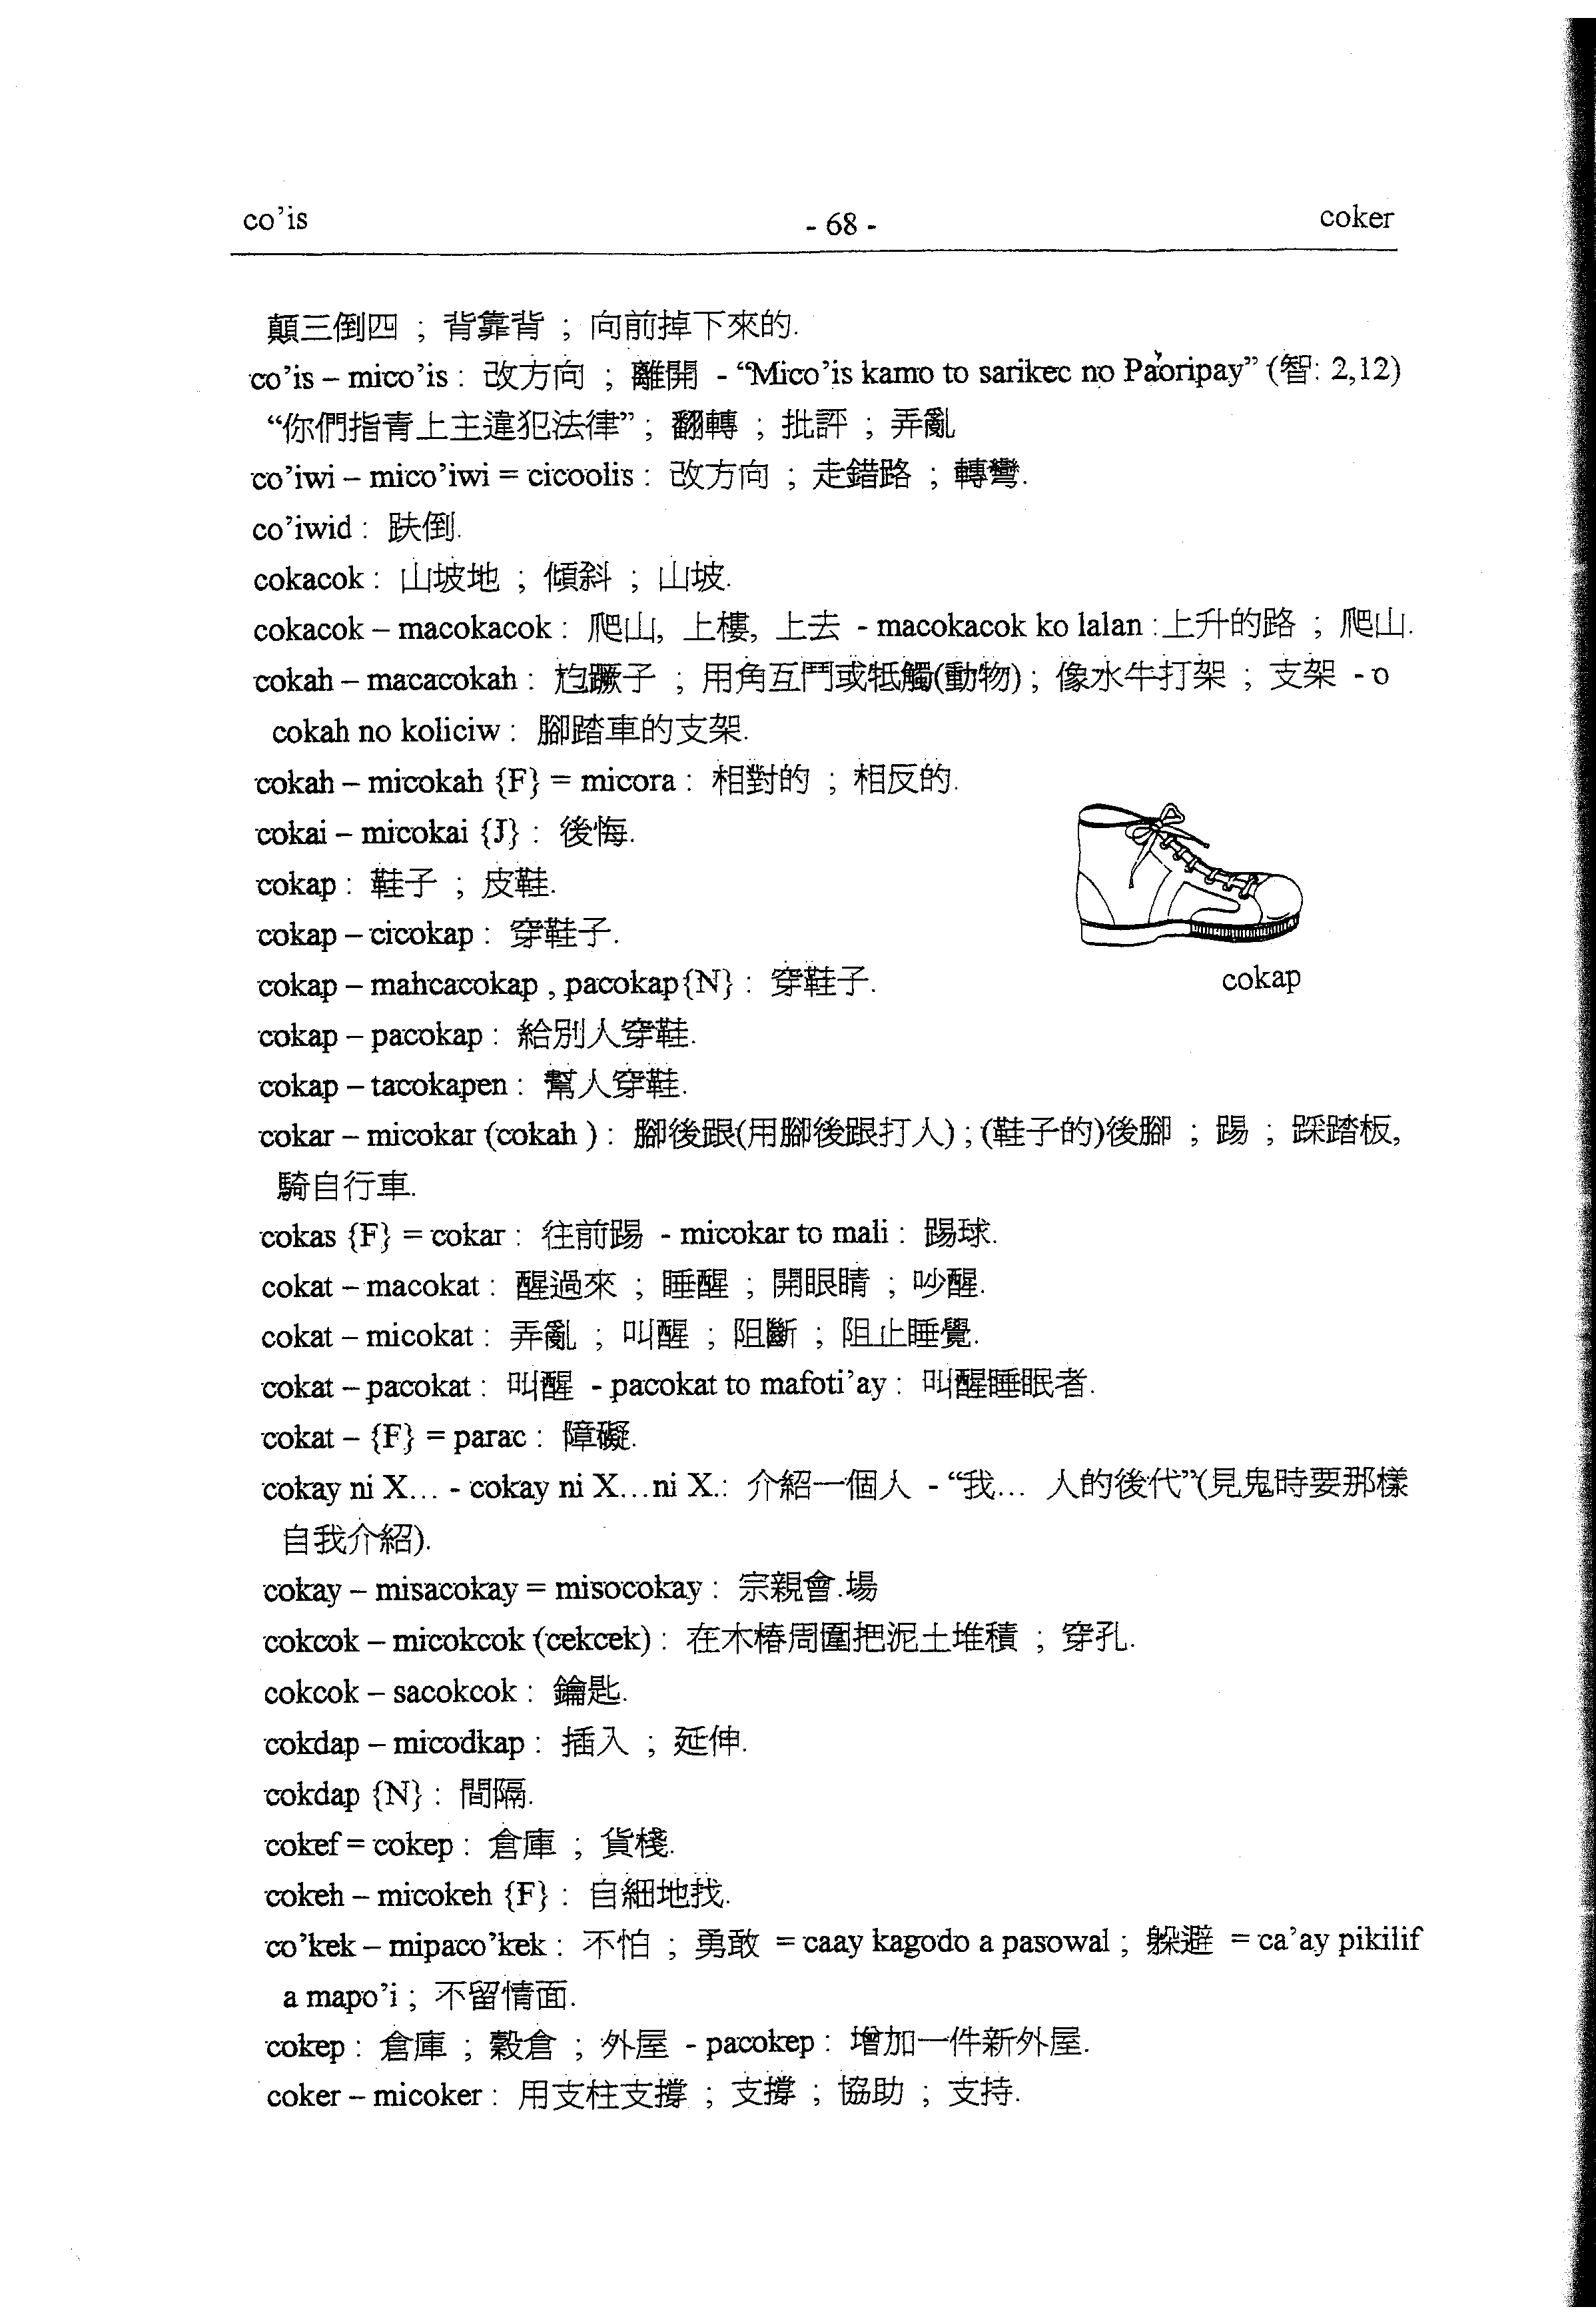 co’is
- 68 -
coker
顛三倒四 ; 背靠背 ; 向前掉下來的.
co’is – mico’is : 改方向 ; 離開 - “Mico’is kamo to sarikec no Pa’oripay” (智: 2,12)
“你們指青上主違犯法律” ; 翻轉 ; 批評 ; 弄亂
co’iwi – mico’iwi = cicoolis : 改方向 ; 走錯路 ; 轉彎.
co’iwid : 趺倒.
cokacok : 山坡地 ; 傾斜 ; 山坡.
cokacok – macokacok : 爬山, 上樓, 上去 - macokacok ko lalan :上升的路 ; 爬山.
cokah – macacokah : 尥蹶子 ; 用角互鬥或牴觸(動物) ; 像水牛打架 ; 支架 - o
cokah no koliciw : 腳踏車的支架.
cokah – micokah {F} = micora : 相對的 ; 相反的.
cokai – micokai {J} : 後悔.
cokap : 鞋子 ; 皮鞋.
cokap – cicokap : 穿鞋子.
cokap – mahcacokap , pacokap{N} : 穿鞋子.
cokap
cokap – pacokap : 給別人穿鞋.
cokap – tacokapen : 幫人穿鞋.
cokar – micokar (cokah ) : 腳後跟(用腳後跟打人) ; (鞋子的)後腳 ; 踢 ; 踩踏板,
騎自行車.
cokas {F} = cokar : 往前踢 - micokar to mali : 踢球.
cokat – macokat : 醒過來 ; 睡醒 ; 開眼睛 ; 吵醒.
cokat – micokat : 弄亂 ; 叫醒 ; 阻斷 ; 阻止睡覺.
cokat – pacokat : 叫醒 - pacokat to mafoti’ay : 叫醒睡眠者.
cokat – {F} = parac : 障礙.
cokay ni X... - cokay ni X...ni X.: 介紹一個人 - “我... 人的後代”(見鬼時要那樣
自我介紹).
cokay – misacokay = misocokay : 宗親會.場
cokcok – micokcok (cekcek) : 在木樁周圍把泥土堆積 ; 穿孔.
cokcok – sacokcok : 鑰匙.
cokdap – micodkap : 插入 ; 延伸.
cokdap {N} : 間隔.
cokef = cokep : 倉庫 ; 貨棧.
cokeh – micokeh {F} : 自細地找.
co’kek – mipaco’kek : 不怕 ; 勇敢 = caay kagodo a pasowal ; 躲避 = ca’ay pikilif
a mapo’i ; 不留情面.
cokep : 倉庫 ; 穀倉 ; 外屋 - pacokep : 增加一件新外屋.
coker – micoker : 用支柱支撐 ; 支撐 ; 協助 ; 支持.